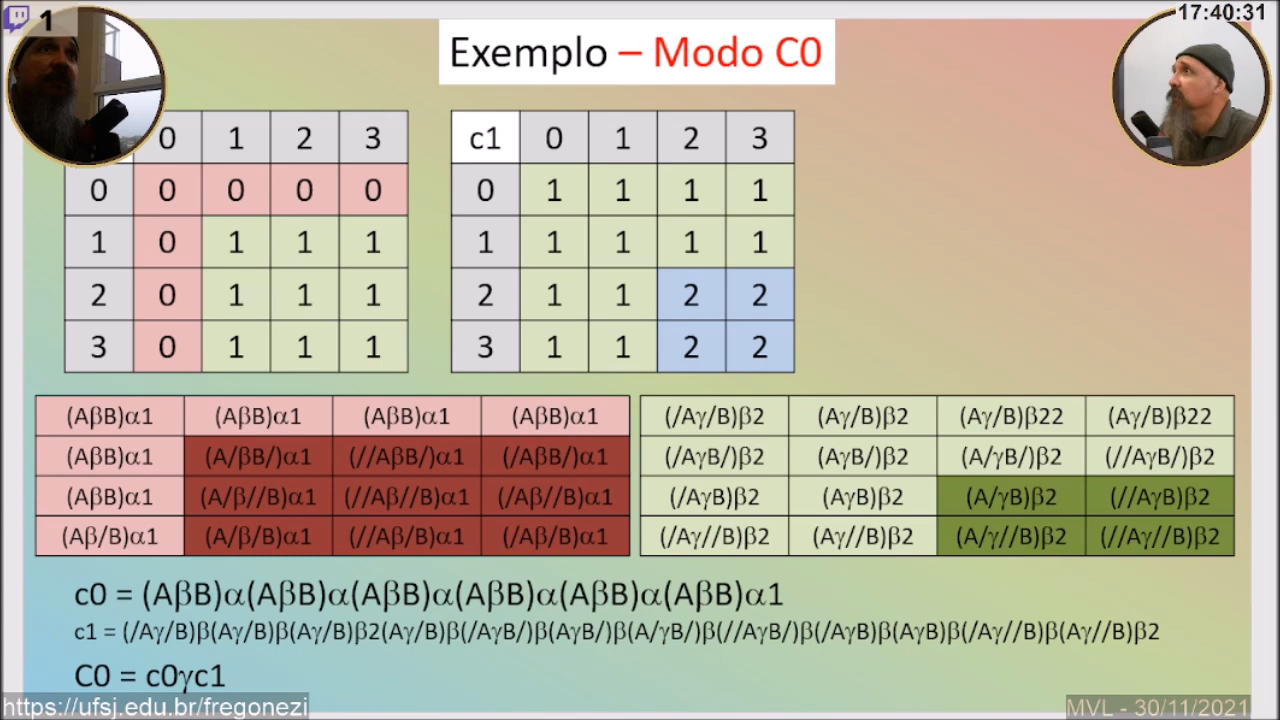 1
17:40:31
Exemplo – Modo C0
0 1 2 3
0 0 0 0 0
1 0 1 1 1
2 0 1 1 1
3 0 1 1 1
c1 0 1 2 3
0 1 1 1 1
1 1 1 1 1
2 1 1 2 2
3 1 1 2 2
(AβB)α1 (AβB)α1 (AβB)α1 (AβB)α1
(AβB)α1 (A/βB/)α1 (//AβB/)α1 (/AβB/)α1
(AβB)α1 (A/β//B)α1 (//Aβ//B)α1 (/Aβ//B)α1
(Aβ/B)α1 (A/β/B)α1 (//Aβ/B)α1 (/Aβ/B)α1
(/Aγ/B)β2 (Aγ/B)β2 (Aγ/B)β22 (Aγ/B)β22
(/AγB/)β2 (AγB/)β2 (A/γB/)β2 (//AγB/)β2
(/AγB)β2 (AγB)β2 (A/γB)β2 (//AγB)β2
(/Aγ//B)β2 (Aγ//B)β2 (A/γ//B)β2 (//Aγ//B)β2
c0 = (AβB)α(AβB)α(AβB)α(AβB)α(AβB)α(AβB)α1
c1 = (/Aγ/B)β(Aγ/B)β(Aγ/B)β2(Aγ/B)β(/AγB/)β(AγB/)β(A/γB/)β(//AγB/)β(/AγB)β(AγB)β(/Aγ//B)β(Aγ//B)β2
C0 = c0γc1
https://ufsj.edu.br/fregonezi
MVL - 30/11/2021